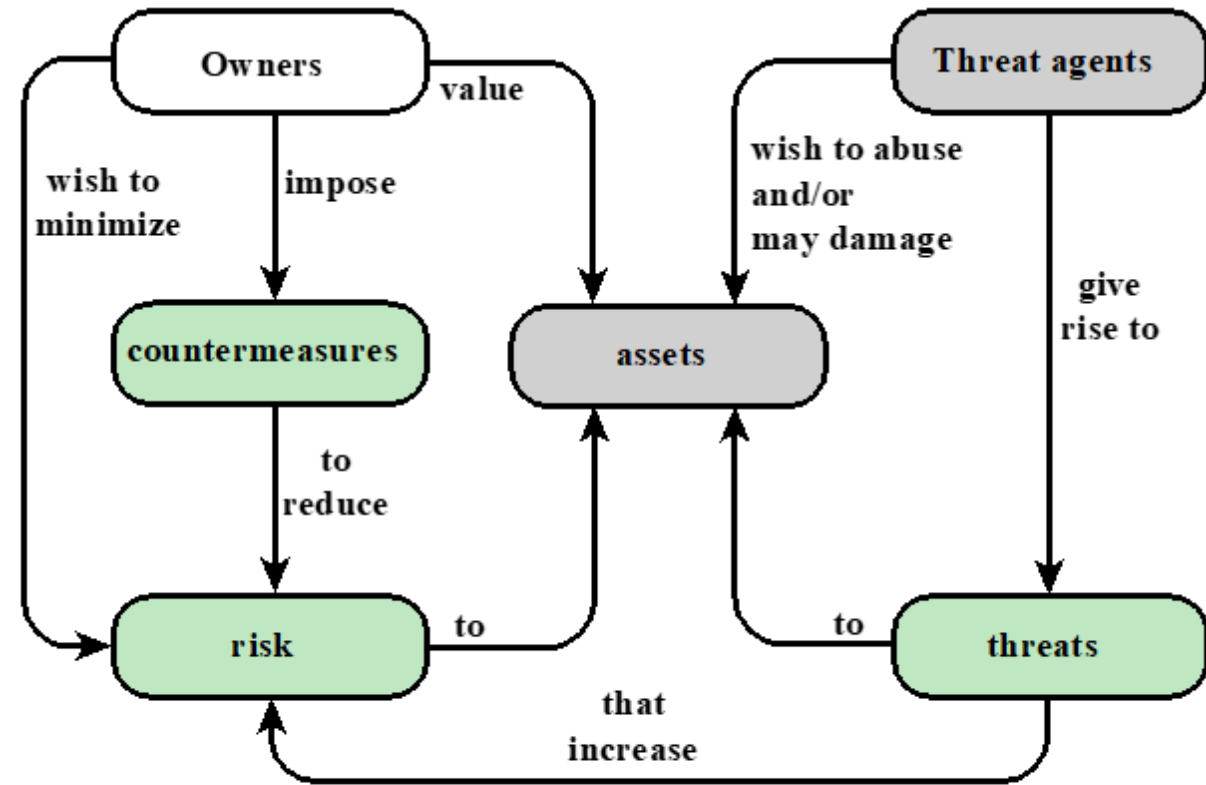 Owners
Threat agents
value
wish to
minimize
impose
wish to abuse
and/or
may damage
give
rise to
countermeasures
assets
to
reduce
risk
to
to
threats
that
increase